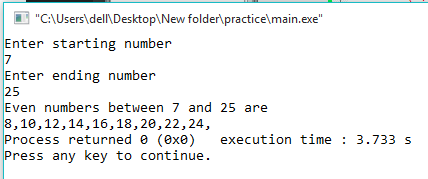 "C:\Users\dell\Desktop\New folder\practice\main.exe"
Enter starting number
7
Enter ending number
25
Even numbers between 7 and 25 are
8,10,12,14,16,18,20,22,24,
Process returned 0 (0x0)   execution time : 3.733 s
Press any key to continue.